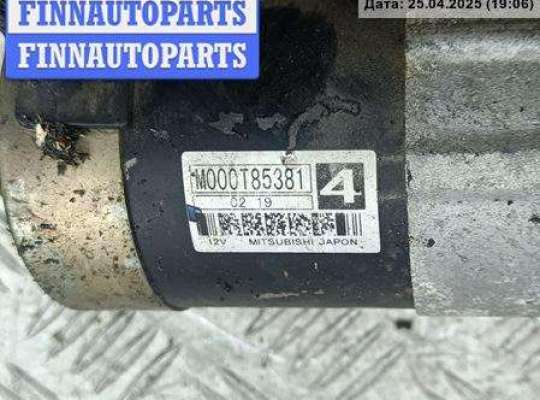 FINNAUTOPARTS
FINNAUTOPARTS
Дата: 25.04.2025 (19:06)
M000T85381
4
02 19
12V MITSUBISHI JAPON